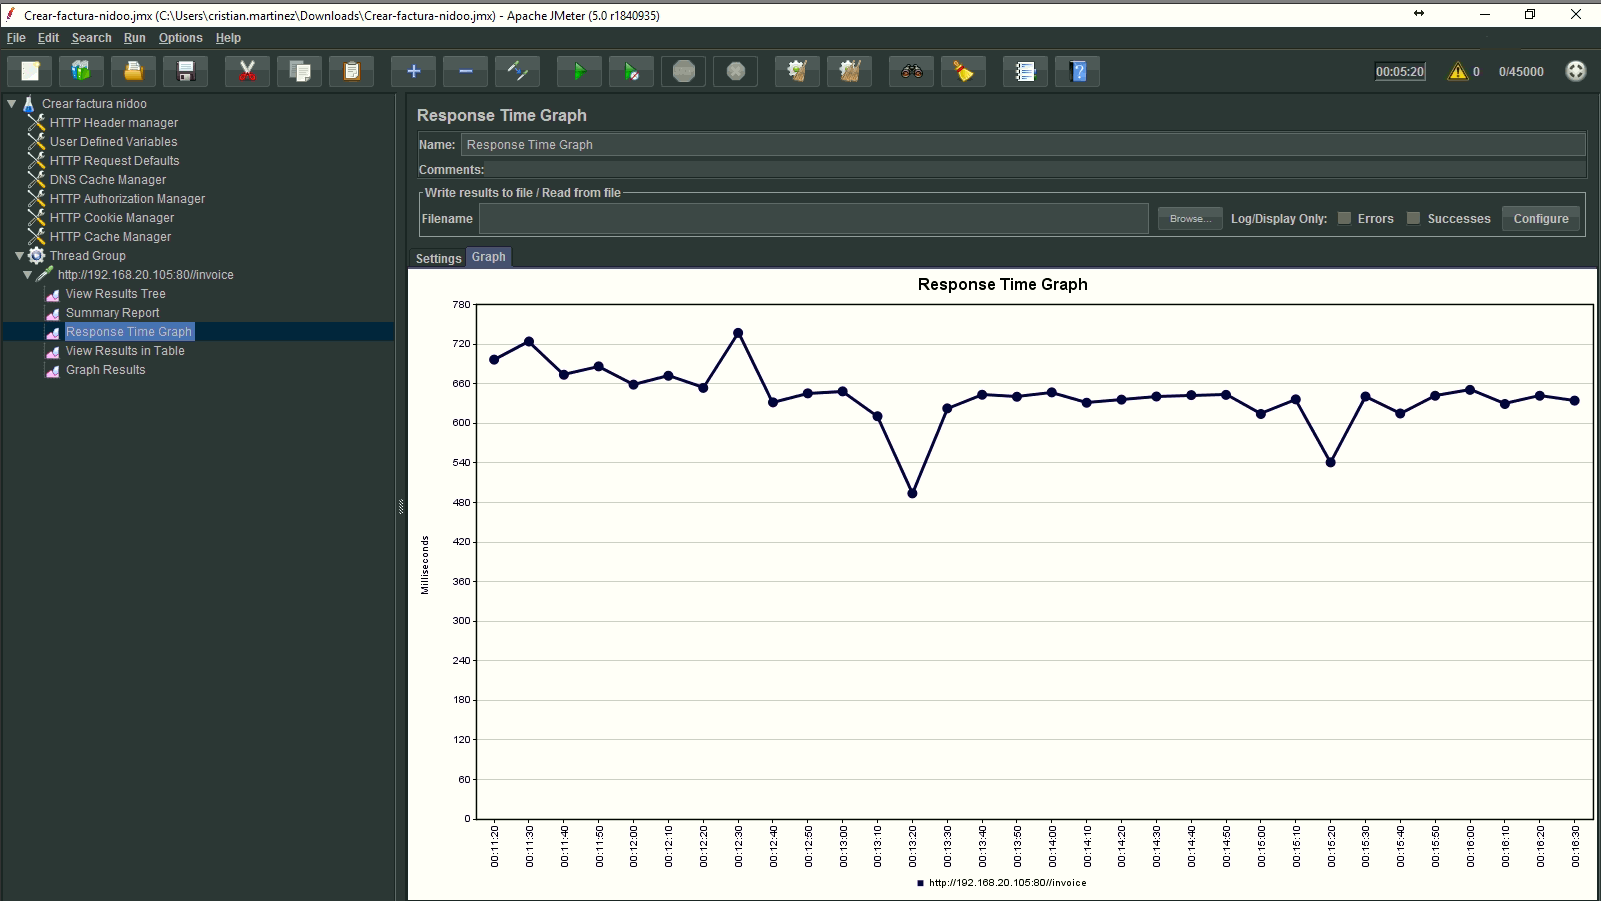 Crear-factura-nidoo.jmx (C:\Users\cristian.martinez\Downloads\Crear-factura-nidoo.jmx) - Apache JMeter (5.0 r1840935)
File Edit Search Run Options Help
00:05:20 0 0/45000
Crear factura nidoo
HTTP Header manager
User Defined Variables
HTTP Request Defaults
DNS Cache Manager
HTTP Authorization Manager
HTTP Cookie Manager
HTTP Cache Manager
Thread Group
http://192.168.20.105:80//invoice
View Results Tree
Summary Report
Response Time Graph
View Results in Table
Graph Results
Response Time Graph
Name: Response Time Graph
Comments:
Write results to file / Read from file
Filename Browse... Log/Display Only: Errors Successes Configure
Settings Graph
Response Time Graph
780
720
660
600
540
480
420
360
300
240
180
120
60
0
Milliseconds
00:11:20 00:11:30 00:11:40 00:11:50 00:12:00 00:12:10 00:12:20 00:12:30 00:12:40 00:12:50 00:13:00 00:13:10 00:13:20 00:13:30 00:13:40 00:13:50 00:14:00 00:14:10 00:14:20 00:14:30 00:14:40 00:14:50 00:15:00 00:15:10 00:15:20 00:15:30 00:15:40 00:15:50 00:16:00 00:16:10 00:16:20 00:16:30
http://192.168.20.105:80//invoice